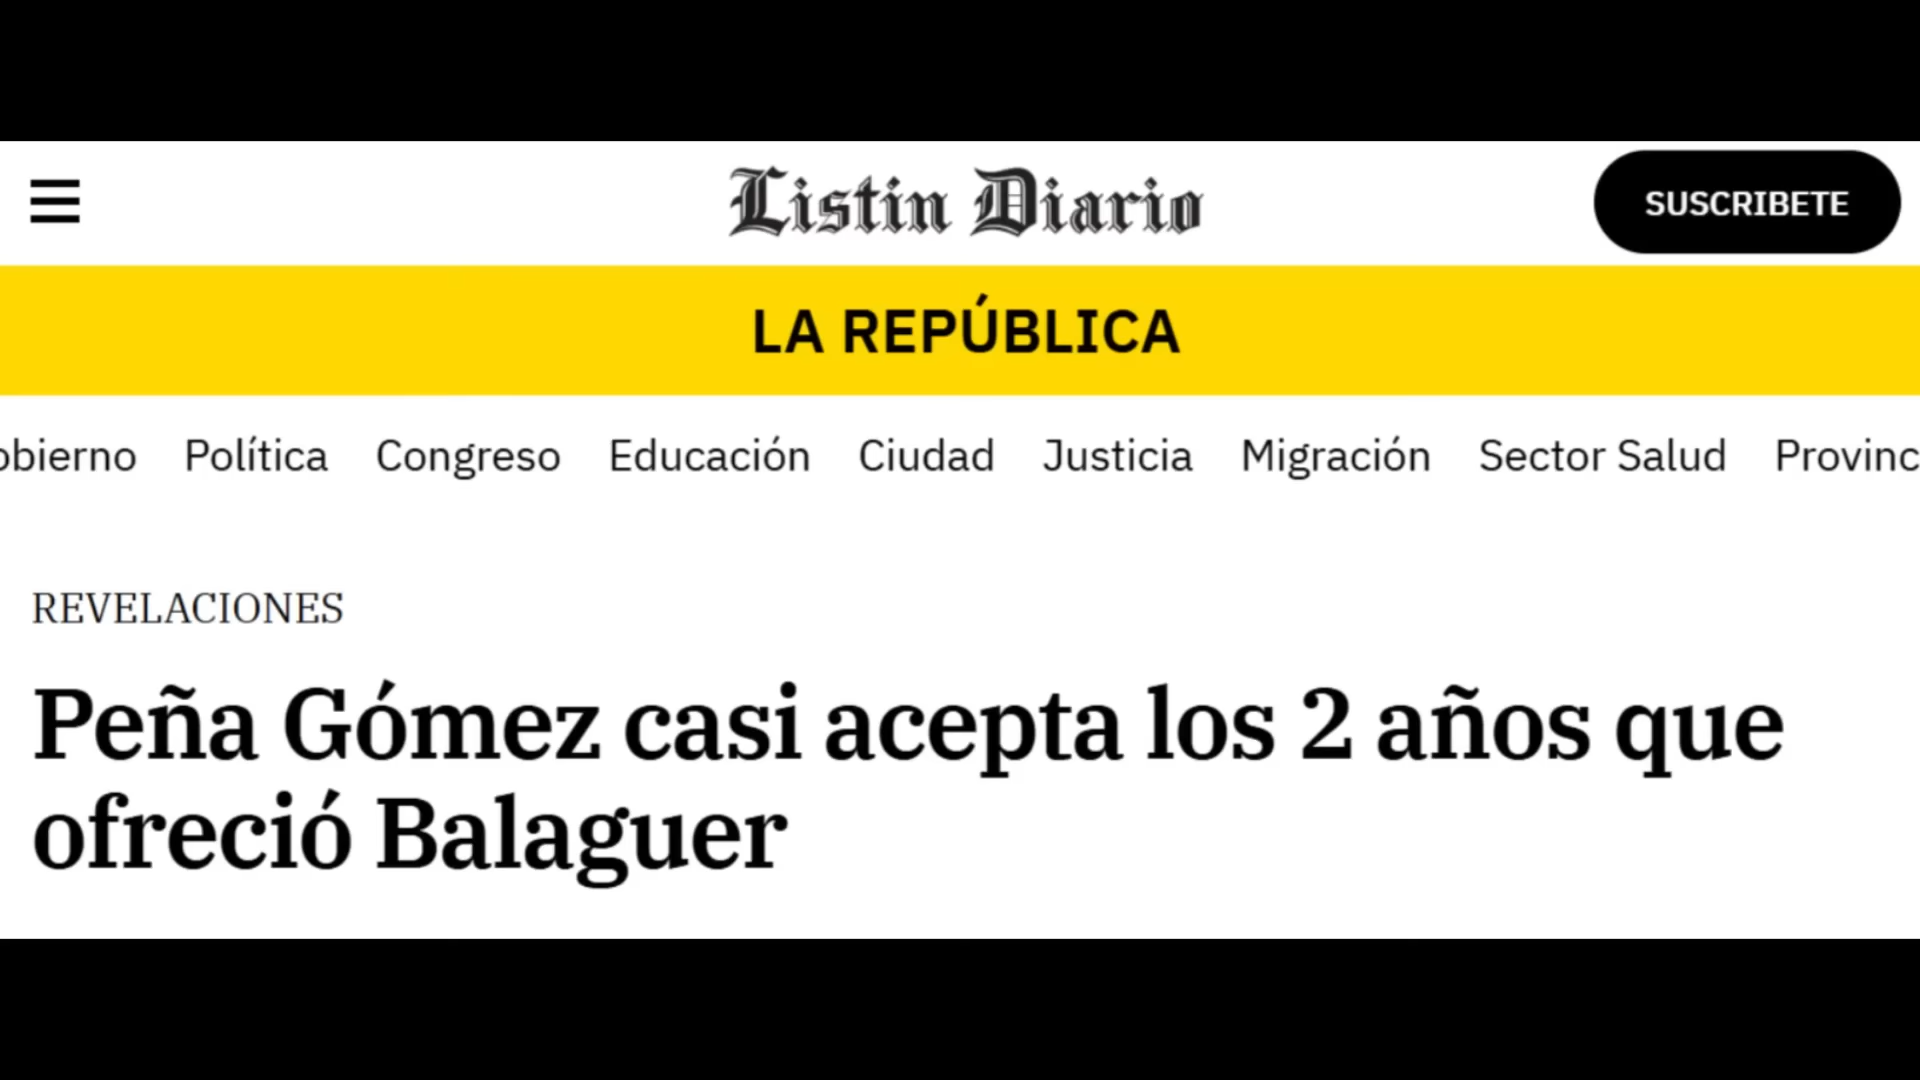 Listin Diario
SUSCRIBETE
LA REPÚBLICA
obierno Política Congreso Educación Ciudad Justicia Migración Sector Salud Provinc
REVELACIONES
Peña Gómez casi acepta los 2 años que
ofreció Balaguer